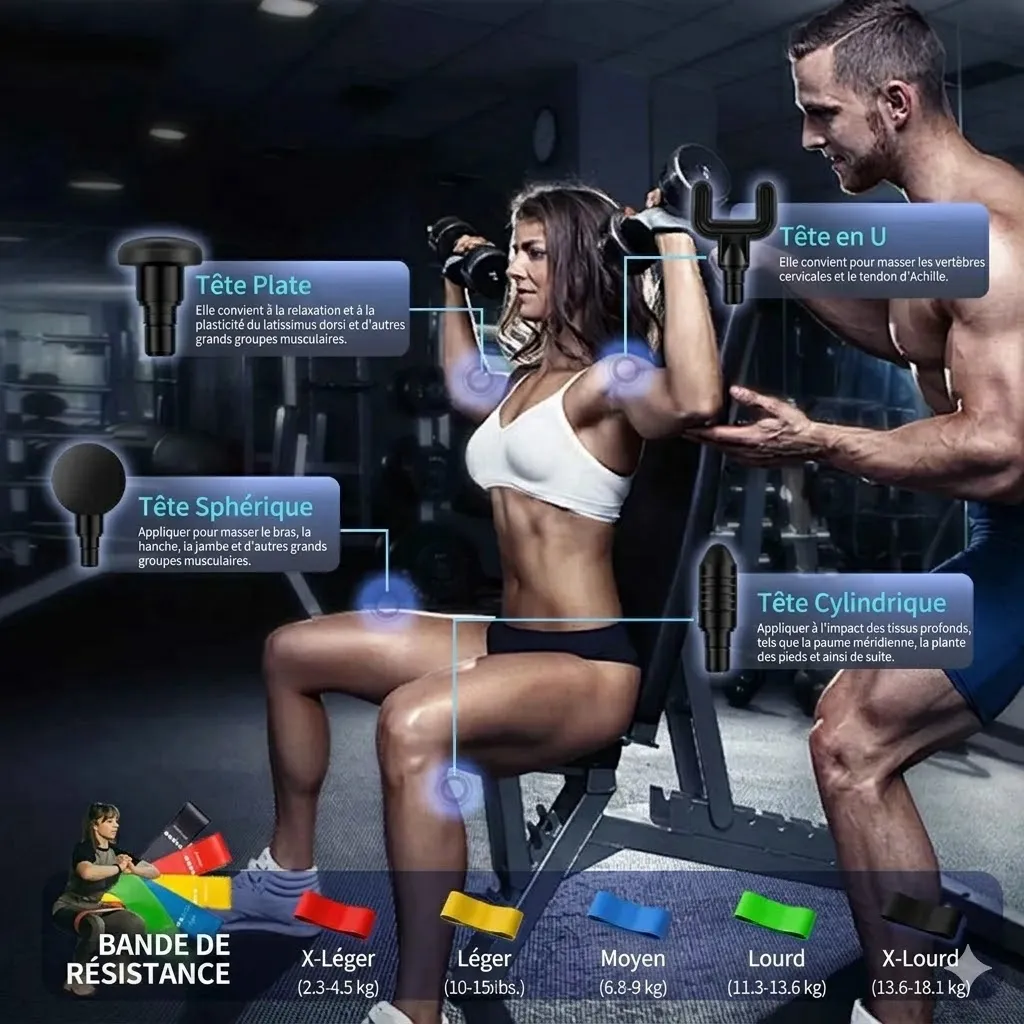 Tête en U
Elle convient pour masser les vertèbres
cervicales et le tendon d'Achille.
Tête Plate
Elle convient à la relaxation et à la
plasticité du latissimus dorsi et d'autres
grands groupes musculaires.
Tête Sphérique
Appliquer pour masser le bras, la
hanche, la jambe et d'autres grands
groupes musculaires.
Tête Cylindrique
Appliquer à l'impact des tissus profonds,
tels que la paume méridienne, la plante
des pieds et ainsi de suite.
BANDE DE
RÉSISTANCE
X-Léger
(2.3-4.5 kg)
Léger
(10-15 lbs.)
Moyen
(6.8-9 kg)
Lourd
(11.3-13.6 kg)
X-Lourd
(13.6-18.1 kg)